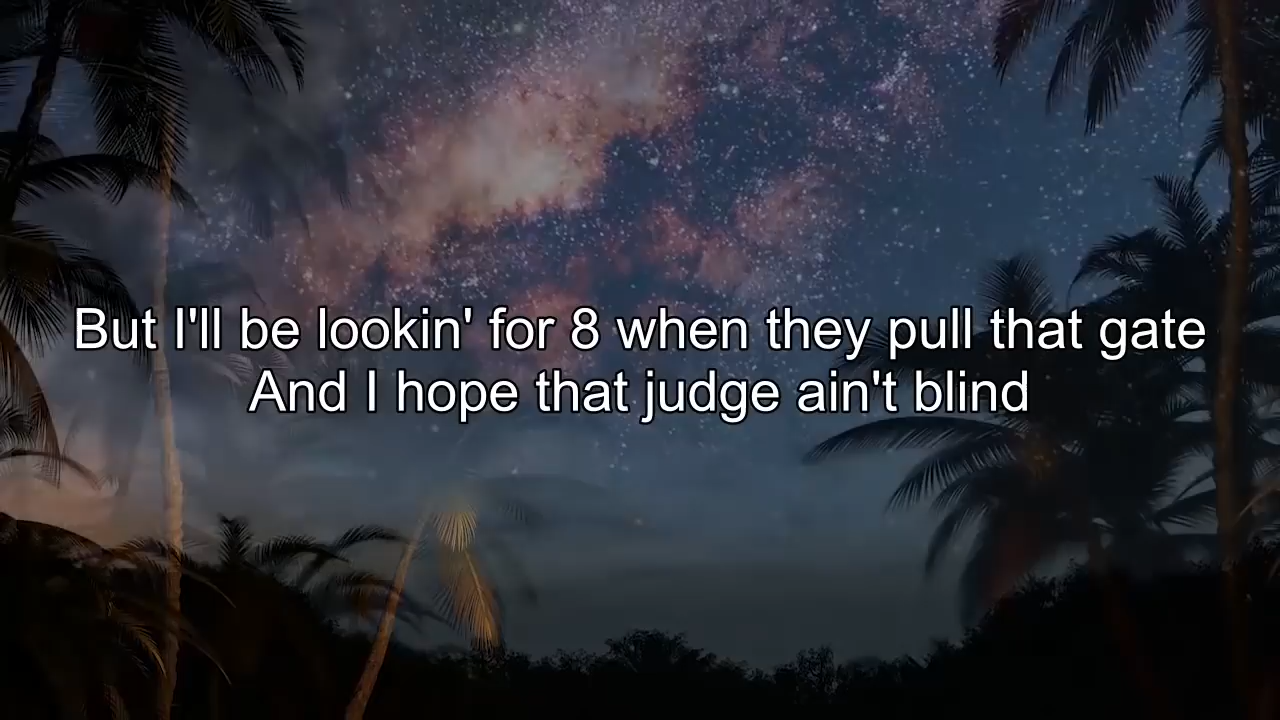 But I'll be lookin' for 8 when they pull that gate
And I hope that judge ain't blind